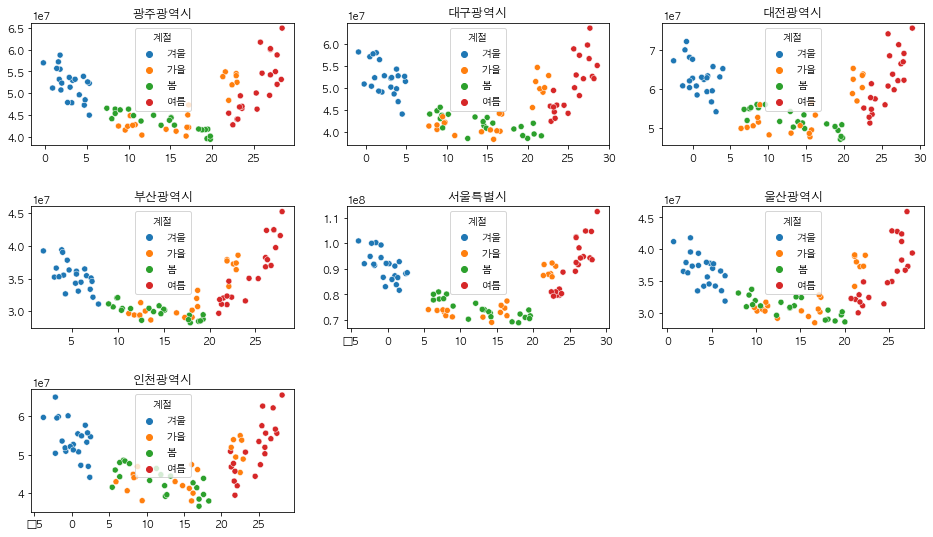 광주광역시
1e7
계절
겨울
가을
봄
여름
6.5
6.0
5.5
5.0
4.5
4.0
0 5 10 15 20 25
대구광역시
1e7
계절
겨울
가을
봄
여름
6.5
6.0
5.5
5.0
4.5
4.0
0 5 10 15 20 25 30
대전광역시
1e7
계절
겨울
가을
봄
여름
7
6
5
0 5 10 15 20 25 30
부산광역시
1e7
계절
겨울
가을
봄
여름
4.5
4.0
3.5
3.0
5 10 15 20 25
서울특별시
1e8
계절
겨울
가을
봄
여름
1.1
1.0
0.9
0.8
0.7
□5 0 5 10 15 20 25 30
울산광역시
1e7
계절
겨울
가을
봄
여름
4.5
4.0
3.5
3.0
0 5 10 15 20 25
인천광역시
1e7
계절
겨울
가을
봄
여름
6
5
4
□5 0 5 10 15 20 25